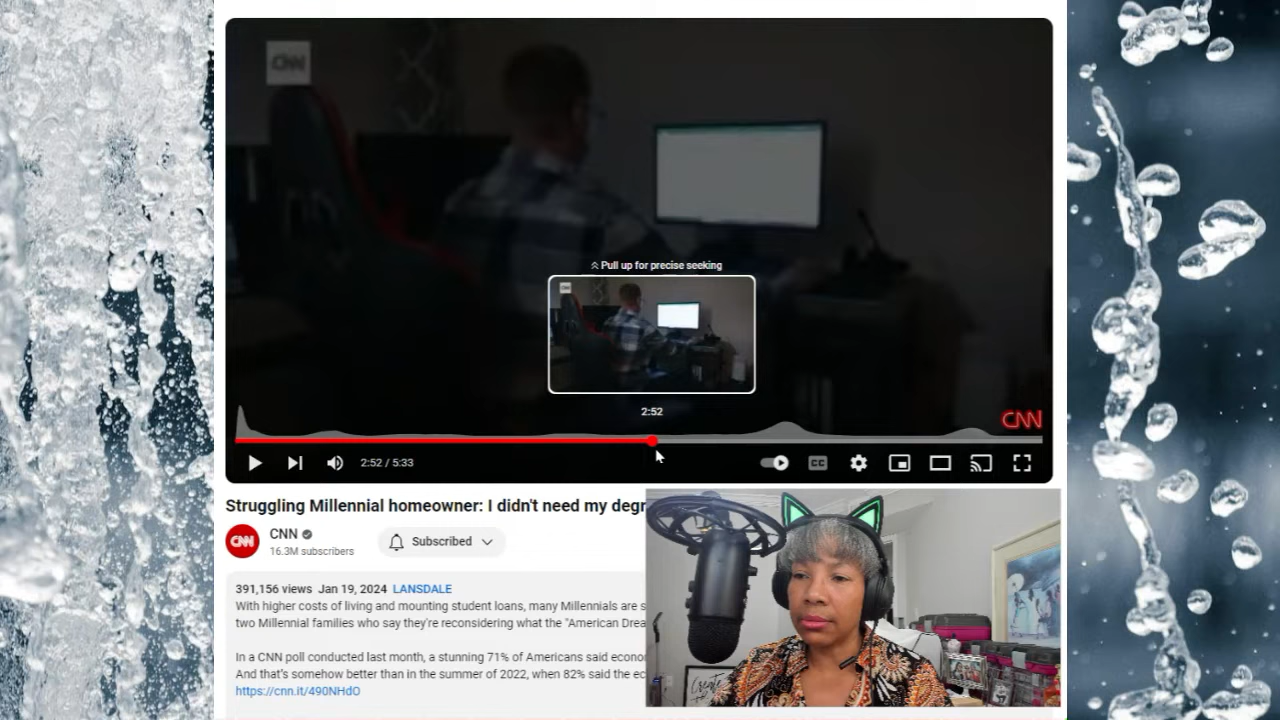 CNN
Pull up for precise seeking
CNN
2:52
CNN
2:52 / 5:33
CC
Struggling Millennial homeowner: I didn't need my degr
CNN
CNN
16.3M subscribers
Subscribed
391,156 views Jan 19, 2024 LANSDALE
With higher costs of living and mounting student loans, many Millennials are s
two Millennial families who say they're reconsidering what the "American Drea
In a CNN poll conducted last month, a stunning 71% of Americans said econo
And that's somehow better than in the summer of 2022, when 82% said the ec
https://cnn.it/490NHdO
Create